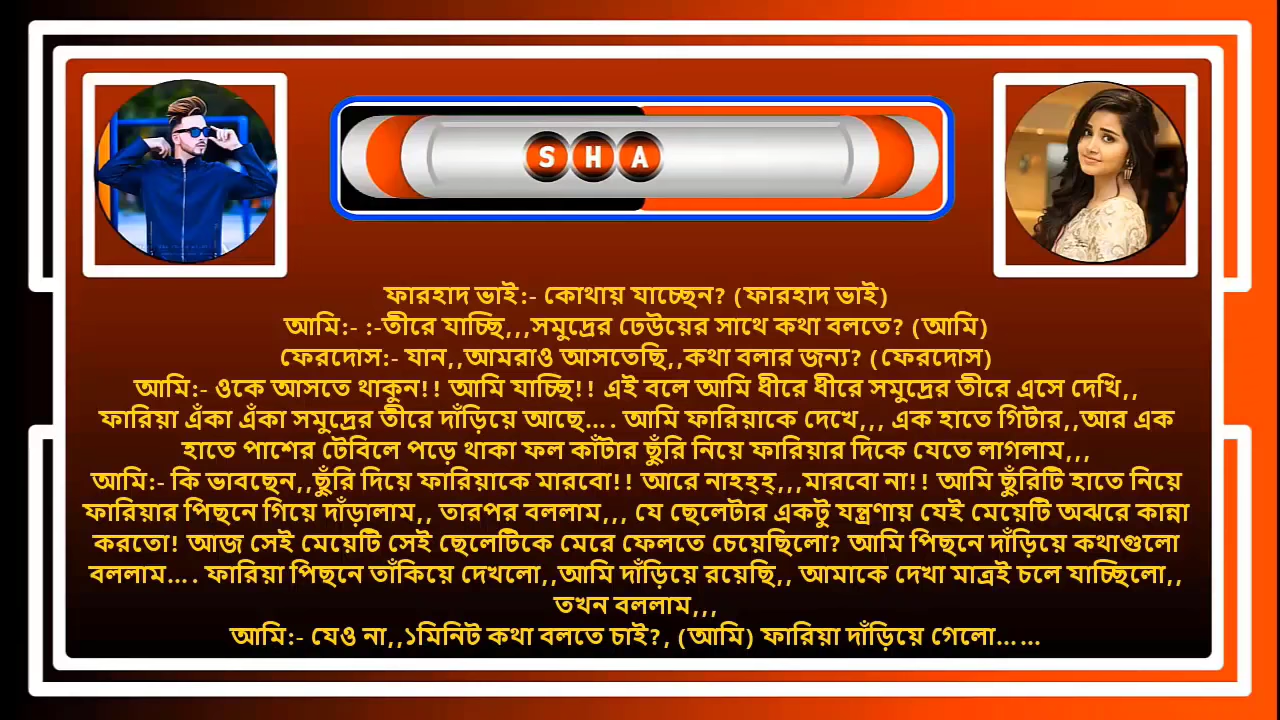 SHA
ফারহাদ ভাই:- কোথায় যাচ্ছেন? (ফারহাদ ভাই)
আমি:- :-তীরে যাচ্ছি,,,সমুদ্রের ঢেউয়ের সাথে কথা বলতে? (আমি)
ফেরদোস:- যান,,আমরাও আসতেছি,,কথা বলার জন্য? (ফেরদোস)
আমি:- ওকে আসতে থাকুন!! আমি যাচ্ছি!! এই বলে আমি ধীরে ধীরে সমুদ্রের তীরে এসে দেখি,,
ফারিয়া এঁকা এঁকা সমুদ্রের তীরে দাঁড়িয়ে আছে.... আমি ফারিয়াকে দেখে,,, এক হাতে গিটার,,আর এক
হাতে পাশের টেবিলে পড়ে থাকা ফল কাঁটার ছুঁরি নিয়ে ফারিয়ার দিকে যেতে লাগলাম,,,
আমি:- কি ভাবছেন,,ছুঁরি দিয়ে ফারিয়াকে মারবো!! আরে নাহহ্হ্,,,মারবো না!! আমি ছুঁরিটি হাতে নিয়ে
ফারিয়ার পিছনে গিয়ে দাঁড়ালাম,, তারপর বললাম,,, যে ছেলেটার একটু যন্ত্রণায় যেই মেয়েটি অঝরে কান্না
করতো! আজ সেই মেয়েটি সেই ছেলেটিকে মেরে ফেলতে চেয়েছিলো? আমি পিছনে দাঁড়িয়ে কথাগুলো
বললাম.... ফারিয়া পিছনে তাঁকিয়ে দেখলো,,আমি দাঁড়িয়ে রয়েছি,, আমাকে দেখা মাত্রই চলে যাচ্ছিলো,,
তখন বললাম,,,
আমি:- যেও না,,১মিনিট কথা বলতে চাই?, (আমি) ফারিয়া দাঁড়িয়ে গেলো......